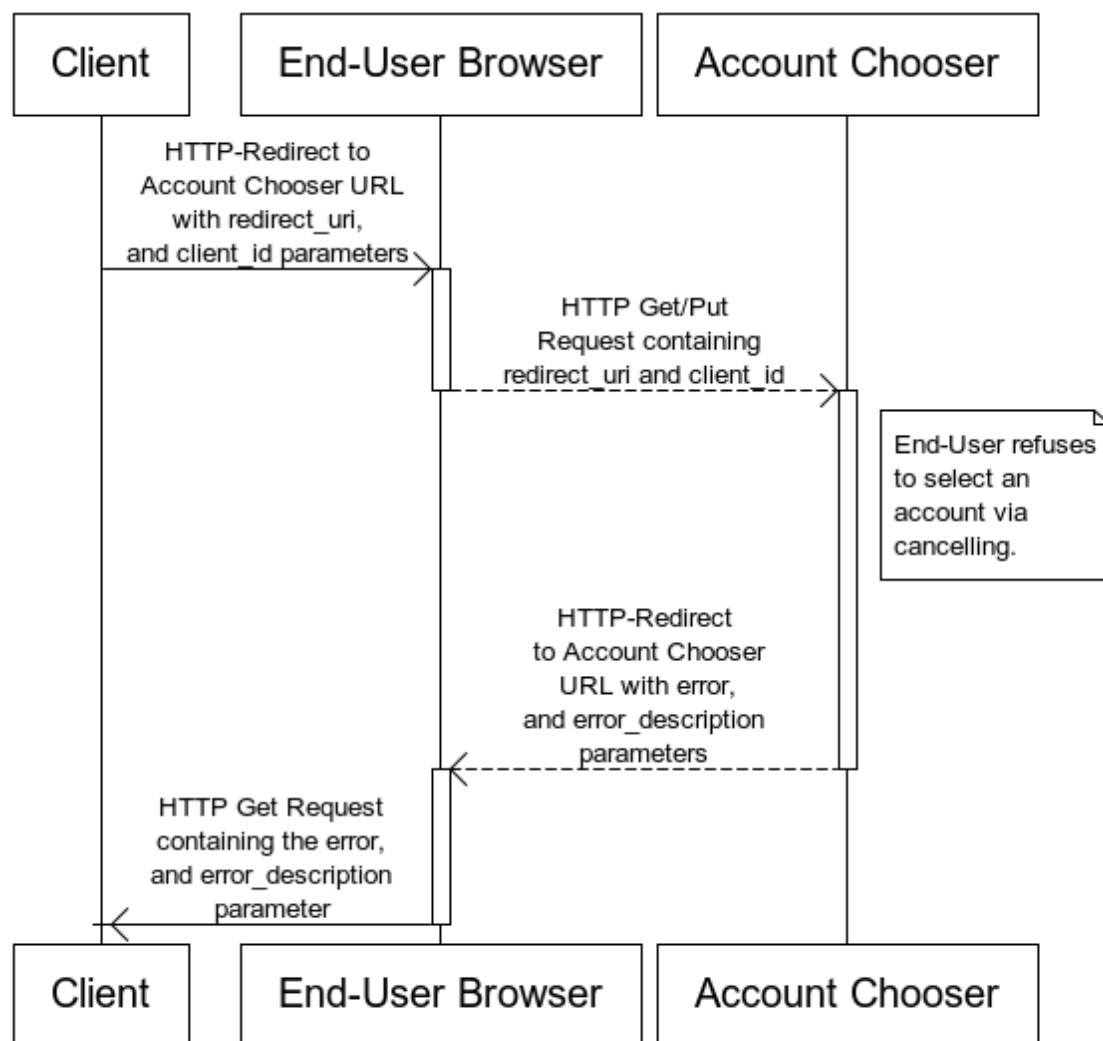 Client
End-User Browser
Account Chooser
HTTP-Redirect to
Account Chooser URL
with redirect_uri,
and client_id parameters
HTTP Get/Put
Request containing
redirect_uri and client_id
End-User refuses
to select an
account via
cancelling.
HTTP-Redirect
to Account Chooser
URL with error,
and error_description
parameters
HTTP Get Request
containing the error,
and error_description
parameter
Client
End-User Browser
Account Chooser